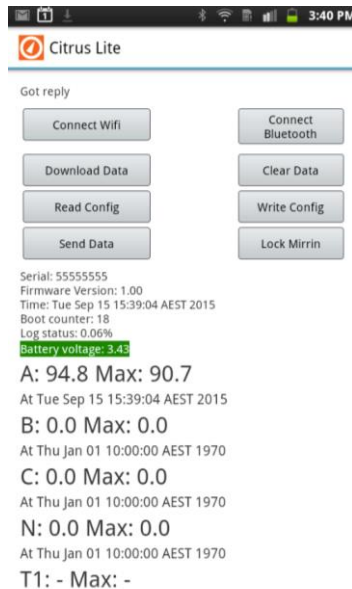 3:40 PM
Citrus Lite
Got reply
Connect Wifi
Connect
Bluetooth
Download Data
Clear Data
Read Config
Write Config
Send Data
Lock Mirrin
Serial: 55555555
Firmware Version: 1.00
Time: Tue Sep 15 15:39:04 AEST 2015
Boot counter: 18
Log status: 0.06%
Battery voltage: 3.43
A: 94.8 Max: 90.7
At Tue Sep 15 15:39:04 AEST 2015
B: 0.0 Max: 0.0
At Thu Jan 01 10:00:00 AEST 1970
C: 0.0 Max: 0.0
At Thu Jan 01 10:00:00 AEST 1970
N: 0.0 Max: 0.0
At Thu Jan 01 10:00:00 AEST 1970
T1: - Max: -